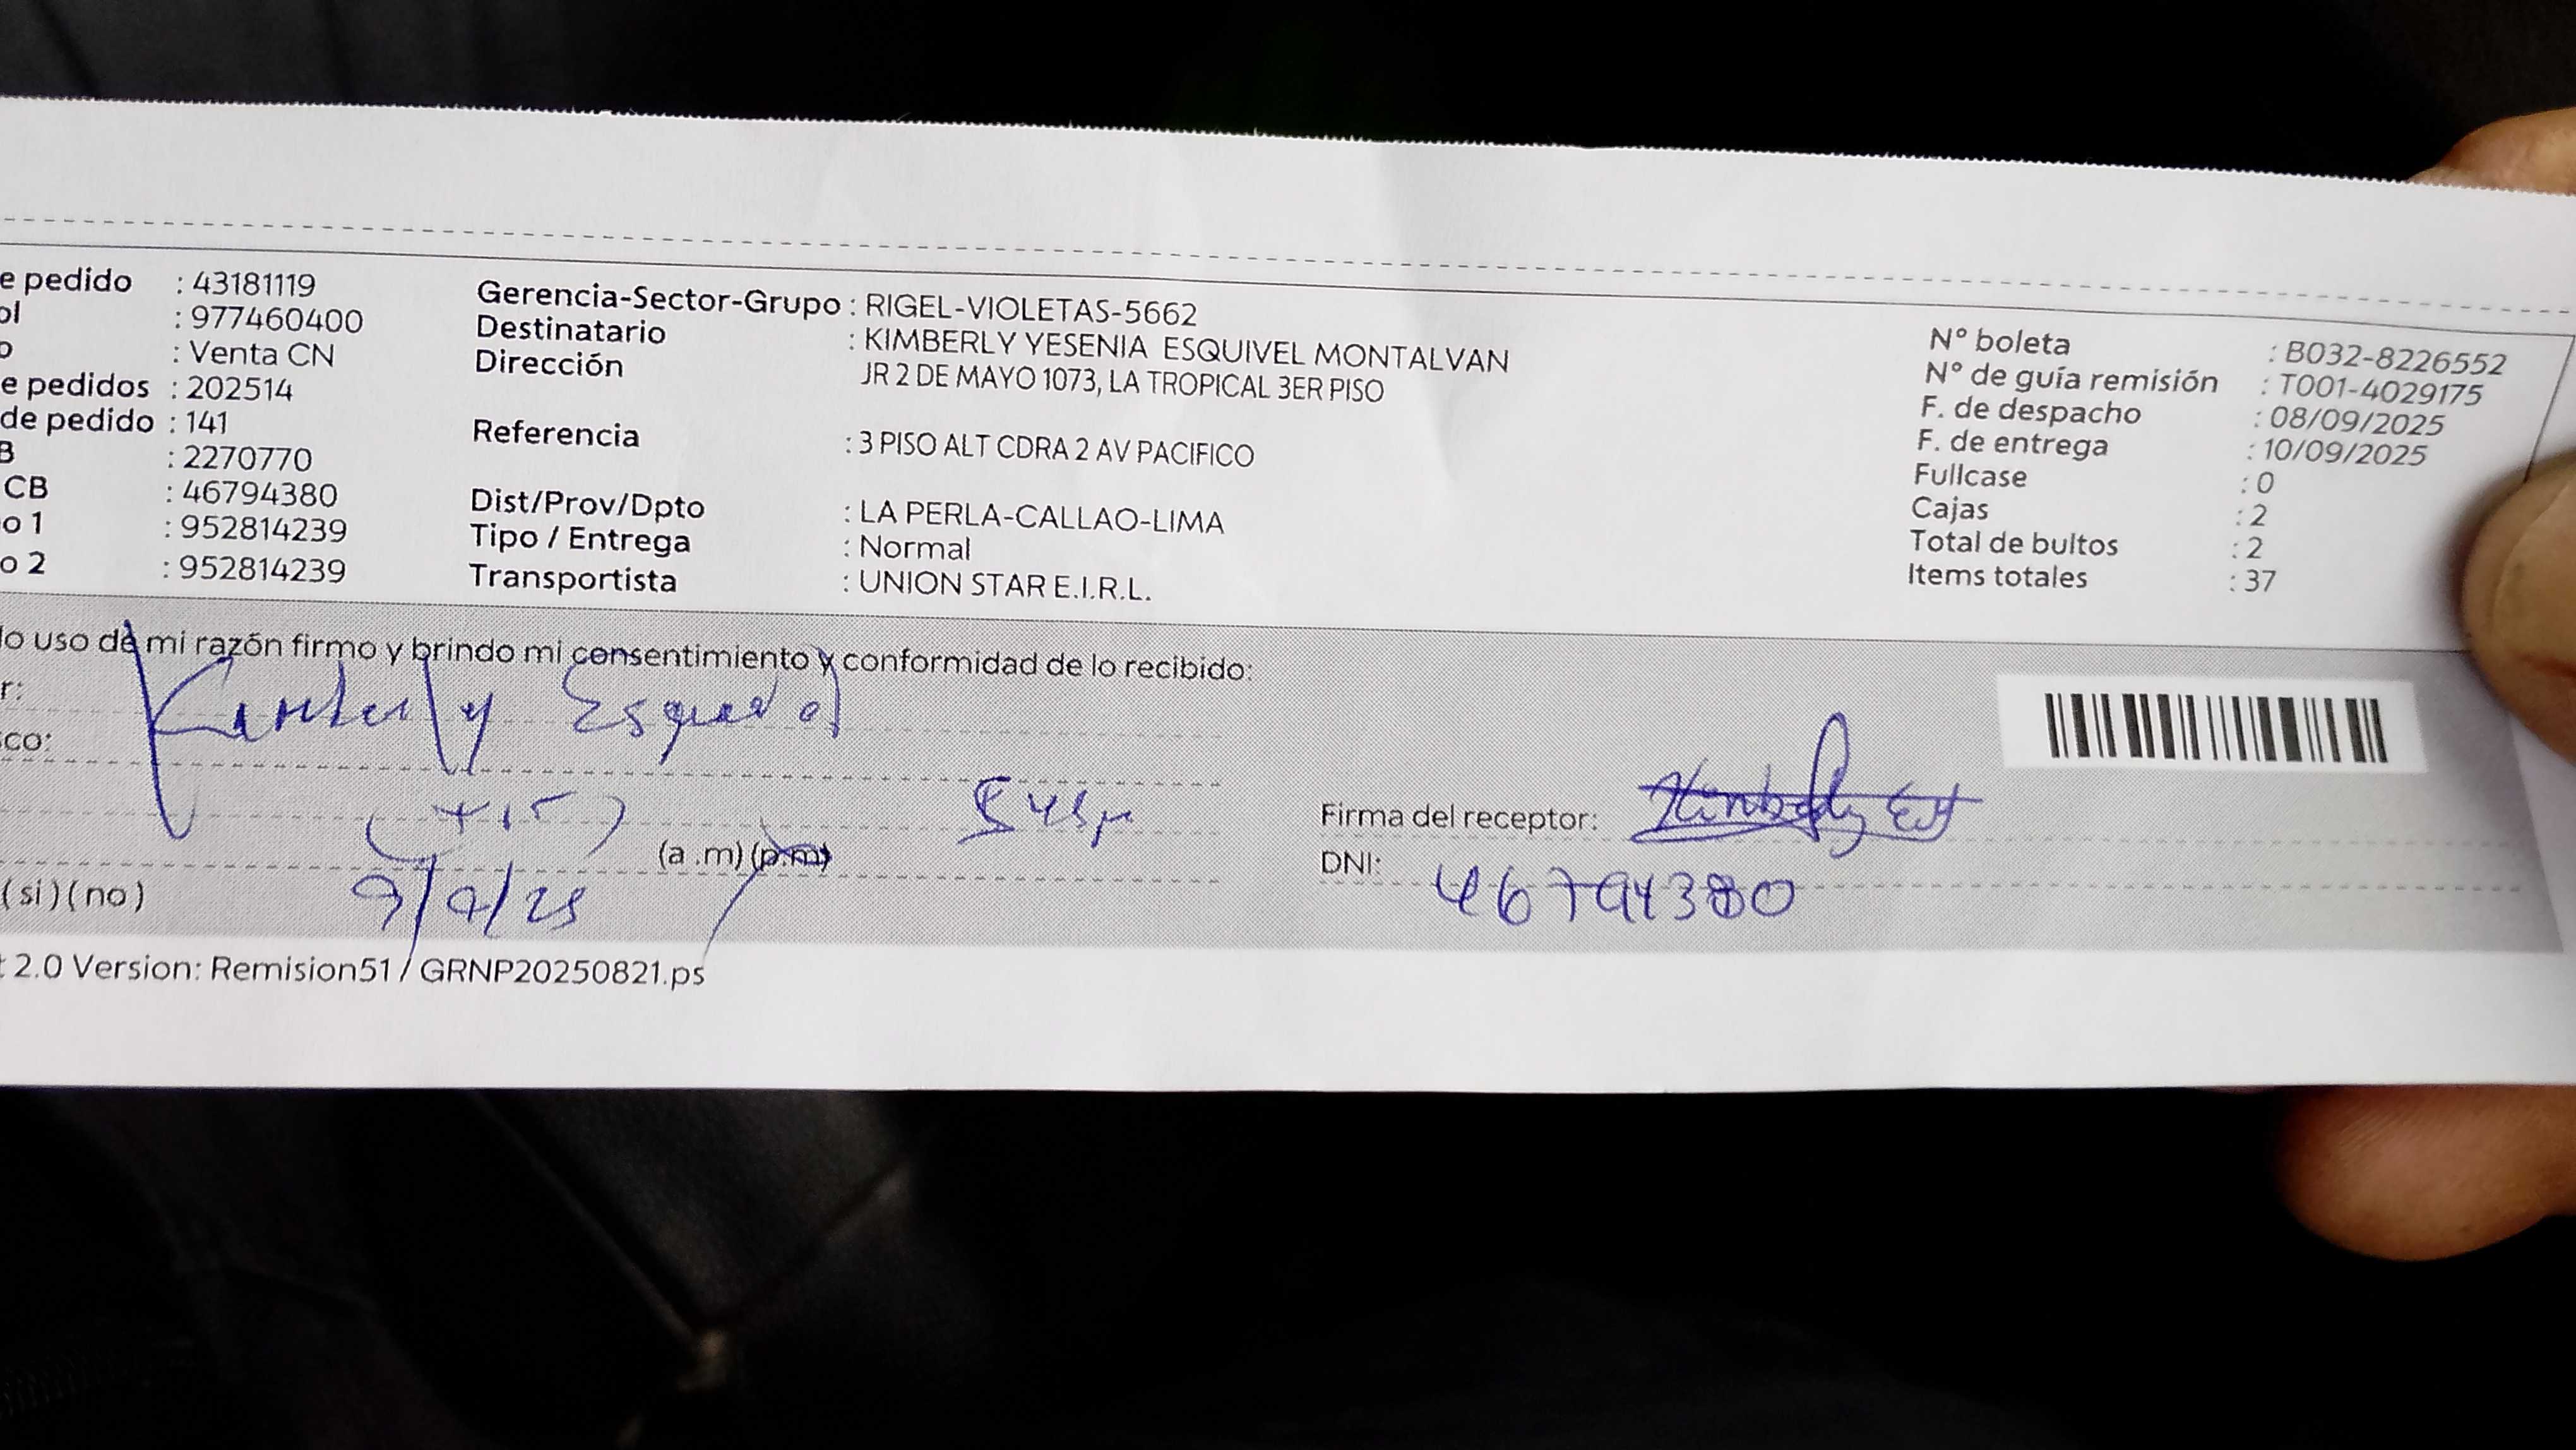 e pedido : 43181119
ol : 977460400
o : Venta CN
e pedidos : 202514
de pedido : 141
B : 2270770
CB : 46794380
o 1 : 952814239
o 2 : 952814239
Gerencia-Sector-Grupo : RIGEL-VIOLETAS-5662
Destinatario : KIMBERLY YESENIA ESQUIVEL MONTALVAN
Dirección JR 2 DE MAYO 1073, LA TROPICAL 3ER PISO
Referencia : 3 PISO ALT CDRA 2 AV PACIFICO
Dist/Prov/Dpto : LA PERLA-CALLAO-LIMA
Tipo / Entrega : Normal
Transportista : UNION STAR E.I.R.L.
N° boleta : B032-8226552
N° de guía remisión : T001-4029175
F. de despacho : 08/09/2025
F. de entrega : 10/09/2025
Fullcase : 0
Cajas : 2
Total de bultos : 2
Items totales : 37
lo uso de mi razón firmo y brindo mi consentimiento y conformidad de lo recibido:
r: Kimberly Esquivel
sco:
(a .m) (p.m)
(si) (no) 9/9/25
Firma del receptor:
DNI: 46794380
t 2.0 Version: Remision51 / GRNP20250821.ps